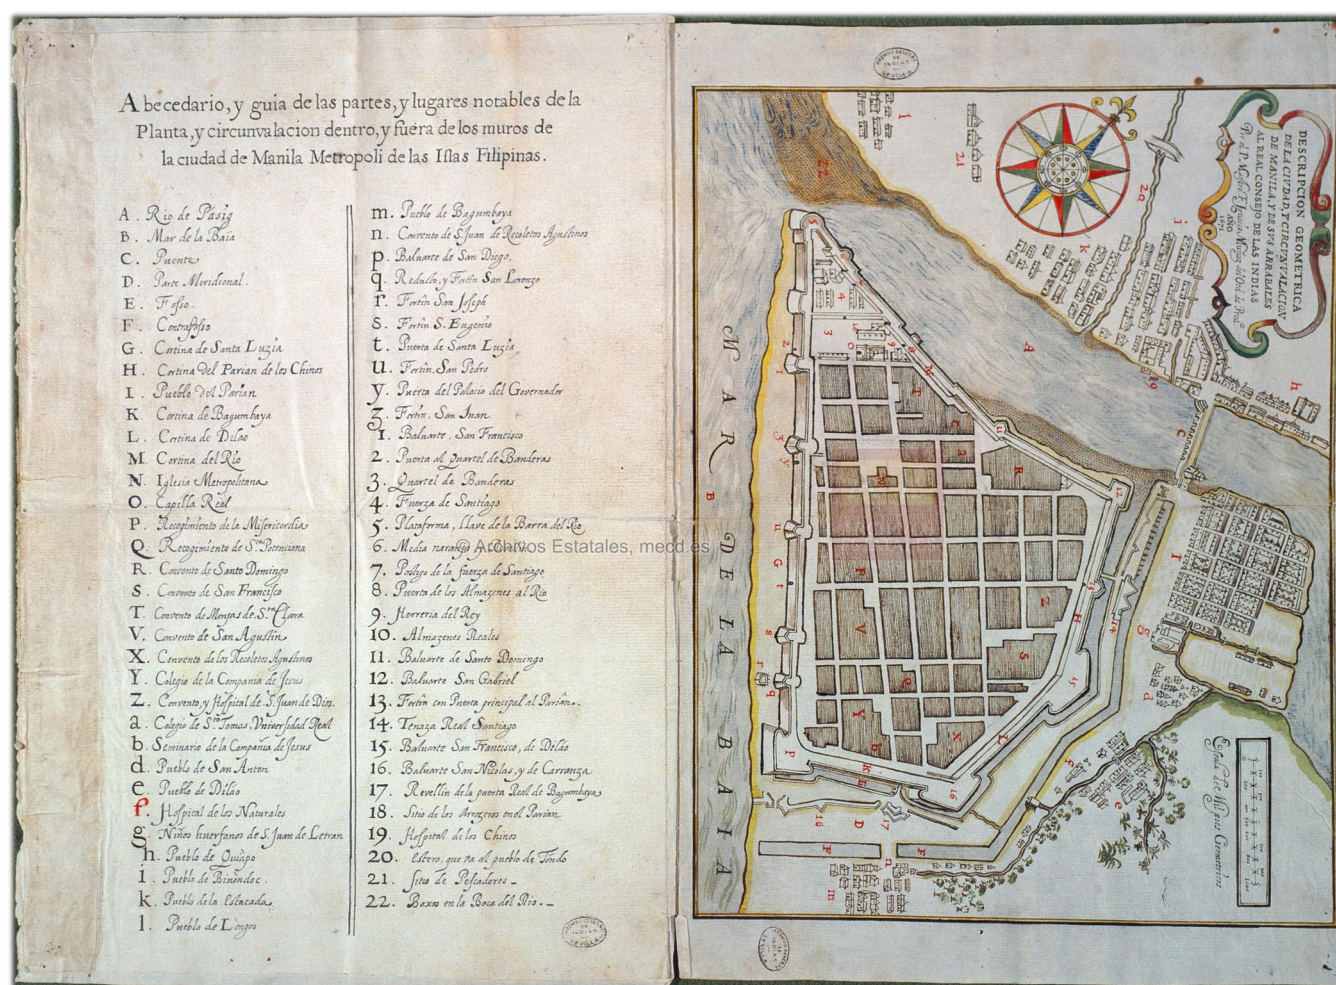 Abecedario, y guia de las partes, y lugares notables de la
Planta, y circunvalacion dentro, y fuera de los muros de
la ciudad de Manila Metropoli de las Islas Filipinas.
A. Rio de Pasig
B. Mar de la Baïa
C. Puente
D. Parte Meridional.
E. Fosso.
F. Contrafosso
G. Cortina de Santa Luzia
H. Cortina del Parian de los Chinos
I. Pueblo del Parian
K. Cortina de Bagumbaya
L. Cortina de Dilao
M. Cortina del Rio
N. Iglesia Metropolitana
O. Capilla Real
P. Recogimiento de la Misericordia
Q. Recogimiento de Sta Potenciana
R. Convento de Santo Domingo
S. Convento de San Francisco
T. Convento de Monjas de Sta Clara
V. Convento de San Agustin
X. Convento de los Recoletos Agustinos
Y. Colegio de la Compania de Jesus
Z. Convento, y Hospital de S. Juan de Dios.
a. Colegio de Sto Tomas, Vniversidad Real
b. Seminario de la Compania de Jesus
d. Pueblo de San Anton
e. Pueblo de Dilao
f. Hospital de los Naturales
g. Niños huerfanos de S. Juan de Letran
h. Pueblo de Quiapo
i. Pueblo de Binondoc.
k. Pueblo de la Estacada
l. Pueblo de Longos
m. Pueblo de Bagumbaya
n. Convento de S. Juan de Recoletos Agustinos
p. Baluarte de San Diego.
q. Reduto, y Fortin San Lorenzo
r. Fortin San Joseph
s. Fortin S. Eugenio
t. Puerta de Santa Luzia
u. Fortin San Pedro
y. Puerta del Palacio del Governador
z. Fortin San Juan
1. Baluarte, San Francisco
2. Puerta al Quartel de Banderas
3. Quartel de Banderas
4. Fuerza de Santiago
5. Plataforma, llave de la Barra del Rio
6. Media naranja
7. Postigo de la fuerza de Santiago
8. Puerta de los Almazenes al Rio
9. Herreria del Rey
10. Almazenes Reales
11. Baluarte de Santo Domingo
12. Baluarte San Gabriel
13. Fortin con Puerta principal al Parian.
14. Tenaza Real Santiago
15. Baluarte San Francisco, de Dilao
16. Baluarte San Nicolas, y de Carranza
17. Revellin de la puerta Real de Bagumbaya
18. Sitio de los Arrozeros en el Parian
19. Hospital de los Chinos
20. Estero, que va al pueblo de Tondo
21. Sitio de Pescadores
22. Baxos en la Boca del Rio.
© Archivos Estatales, mecd.es
DESCRIPCION GEOMETRICA
DE LA CIVDAD, Y CIRCVNVALACION
DE MANILA, Y DE SVS ARRABALES
AL REAL CONSEJO DE LAS INDIAS
AÑO
1671
MAR DE LA BAIA